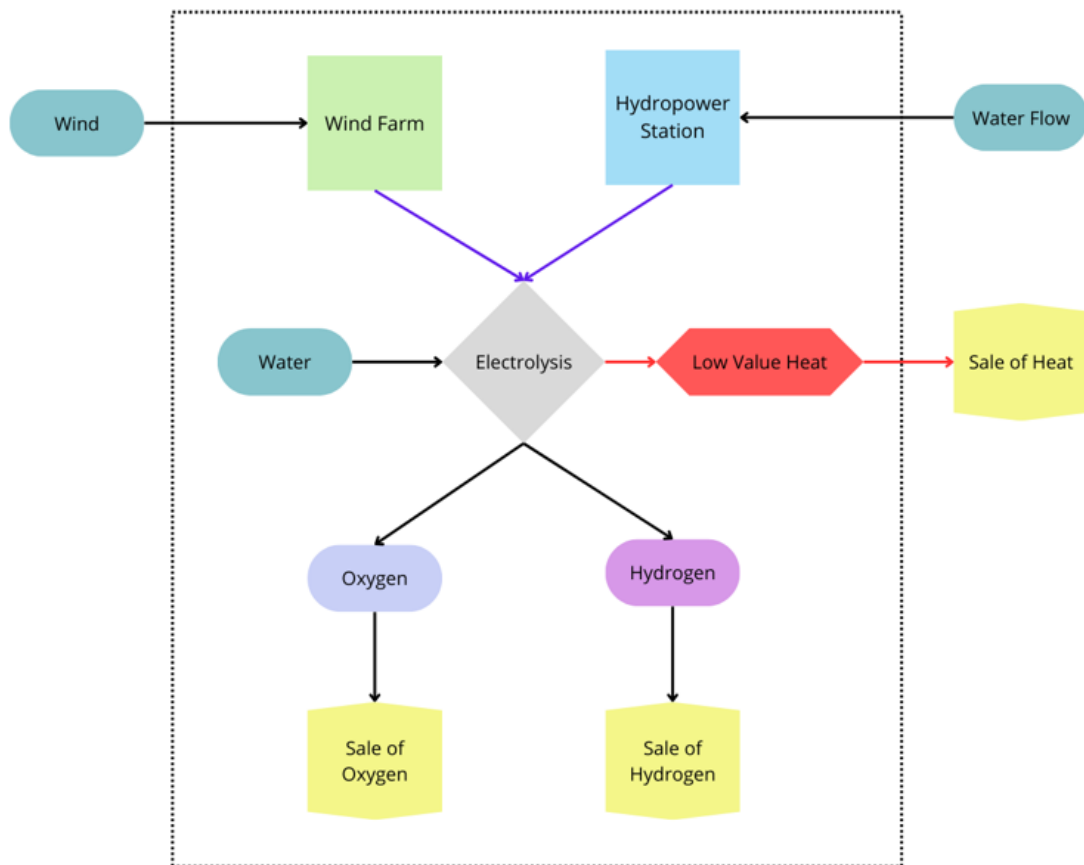 Wind
Wind Farm
Hydropower
Station
Water Flow
Water
Electrolysis
Low Value Heat
Sale of Heat
Oxygen
Hydrogen
Sale of
Oxygen
Sale of
Hydrogen